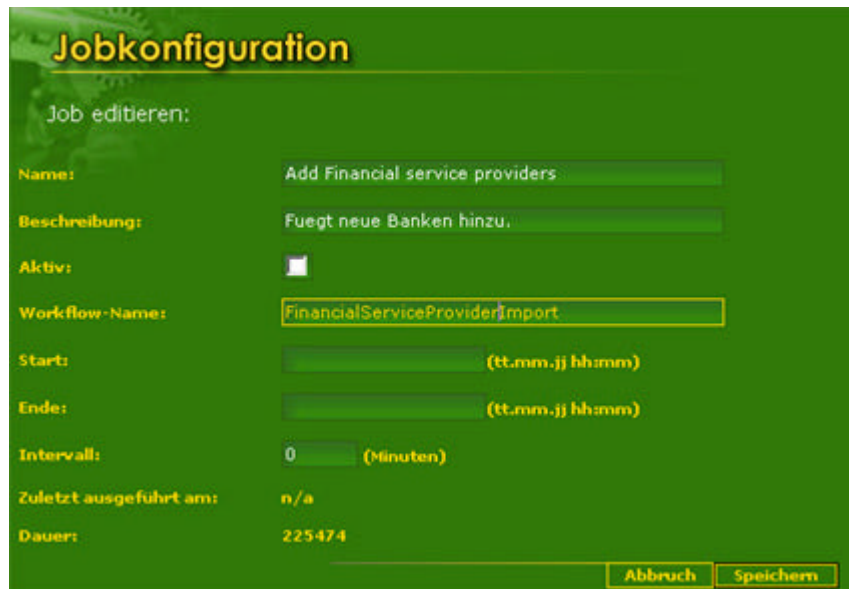 Jobkonfiguration
Job editieren:
Name: Add Financial service providers
Beschreibung: Fuegt neue Banken hinzu.
Aktiv:
Workflow-Name: FinancialServiceProviderImport
Start: (tt.mm.jj hh:mm)
Ende: (tt.mm.jj hh:mm)
Intervall: 0 (Minuten)
Zuletzt ausgeführt am: n/a
Dauer: 225474
Abbruch Speichern